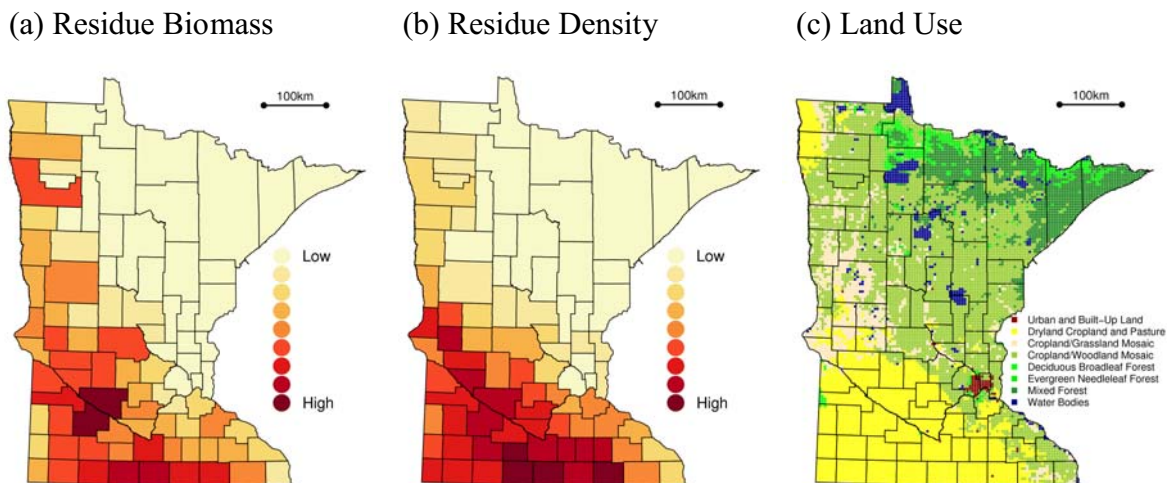 (a) Residue Biomass
(b) Residue Density
(c) Land Use
100km
Low
High
100km
Low
High
100km
Urban and Built-Up Land
Dryland Cropland and Pasture
Cropland/Grassland Mosaic
Cropland/Woodland Mosaic
Deciduous Broadleaf Forest
Evergreen Needleleaf Forest
Mixed Forest
Water Bodies